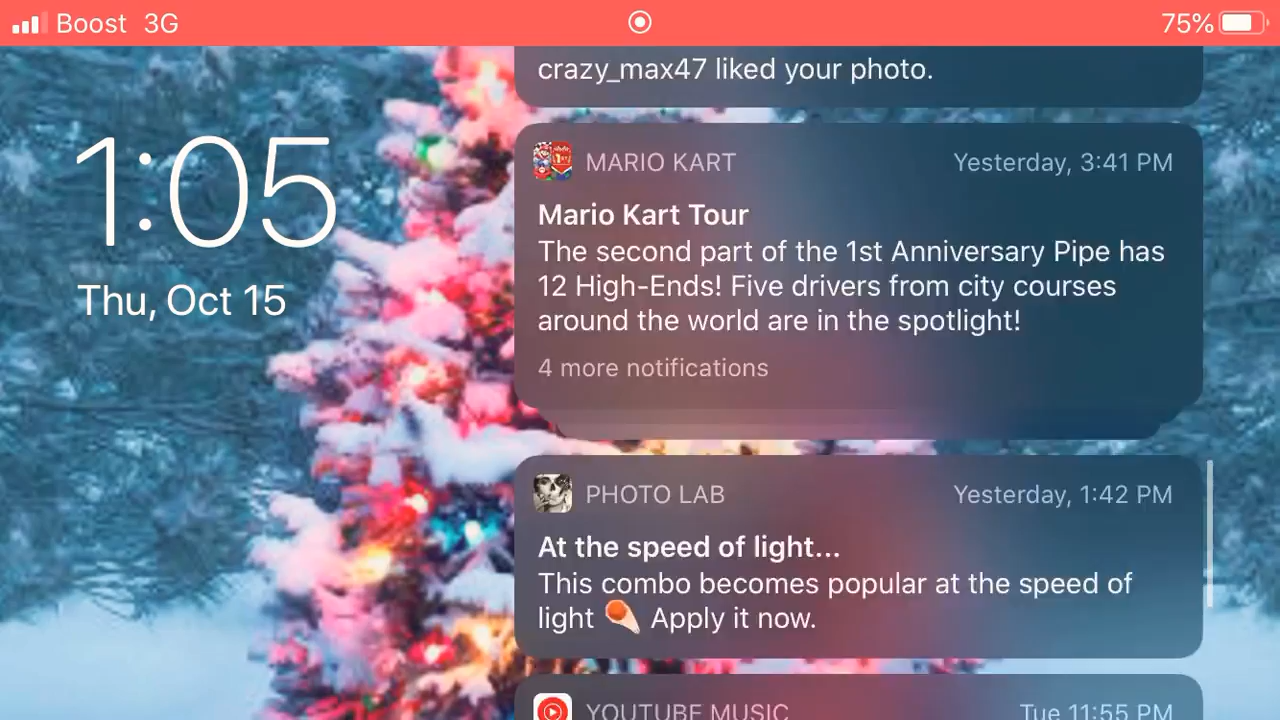 Boost 3G
75%
crazy_max47 liked your photo.
1:05
Thu, Oct 15
MARIO KART Yesterday, 3:41 PM
Mario Kart Tour
The second part of the 1st Anniversary Pipe has
12 High-Ends! Five drivers from city courses
around the world are in the spotlight!
4 more notifications
PHOTO LAB Yesterday, 1:42 PM
At the speed of light...
This combo becomes popular at the speed of
light ☄️ Apply it now.
YOUTUBE MUSIC Tue 11:55 PM